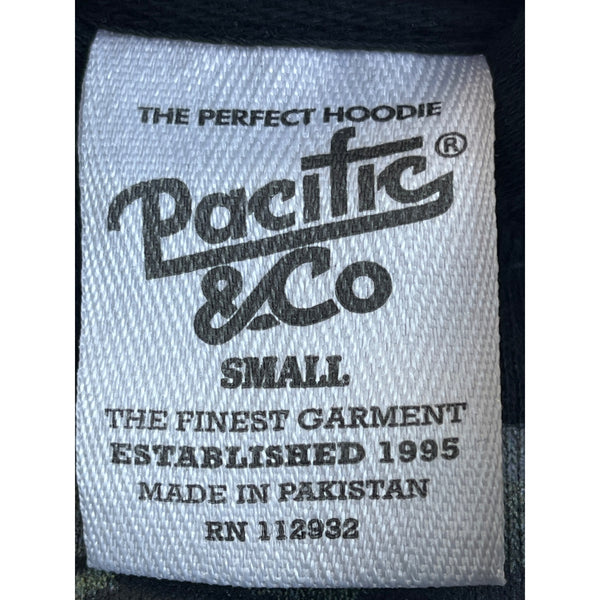 THE PERFECT HOODIE
Pacific®
&.Co
SMALL
THE FINEST GARMENT
ESTABLISHED 1995
MADE IN PAKISTAN
RN 112932